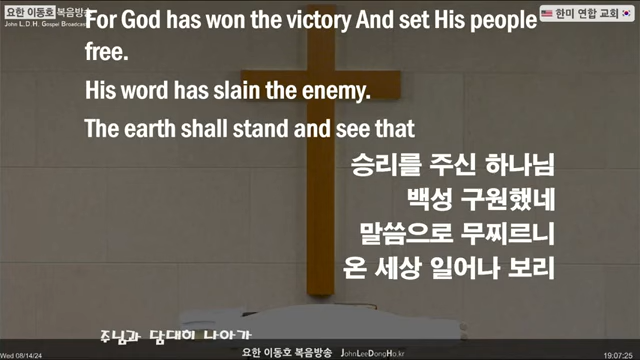 요한 이동호 복음방송
John L.D.H. Gospel Broadcast
🇺🇸 한미 연합 교회 🇰🇷
For God has won the victory And set His people
free.
His word has slain the enemy.
The earth shall stand and see that
승리를 주신 하나님
백성 구원했네
말씀으로 무찌르니
온 세상 일어나 보리
주님과 담대히 나아가
Wed 08/14/24
요한 이동호 복음방송 JohnLeeDongHo.kr
19:07:25